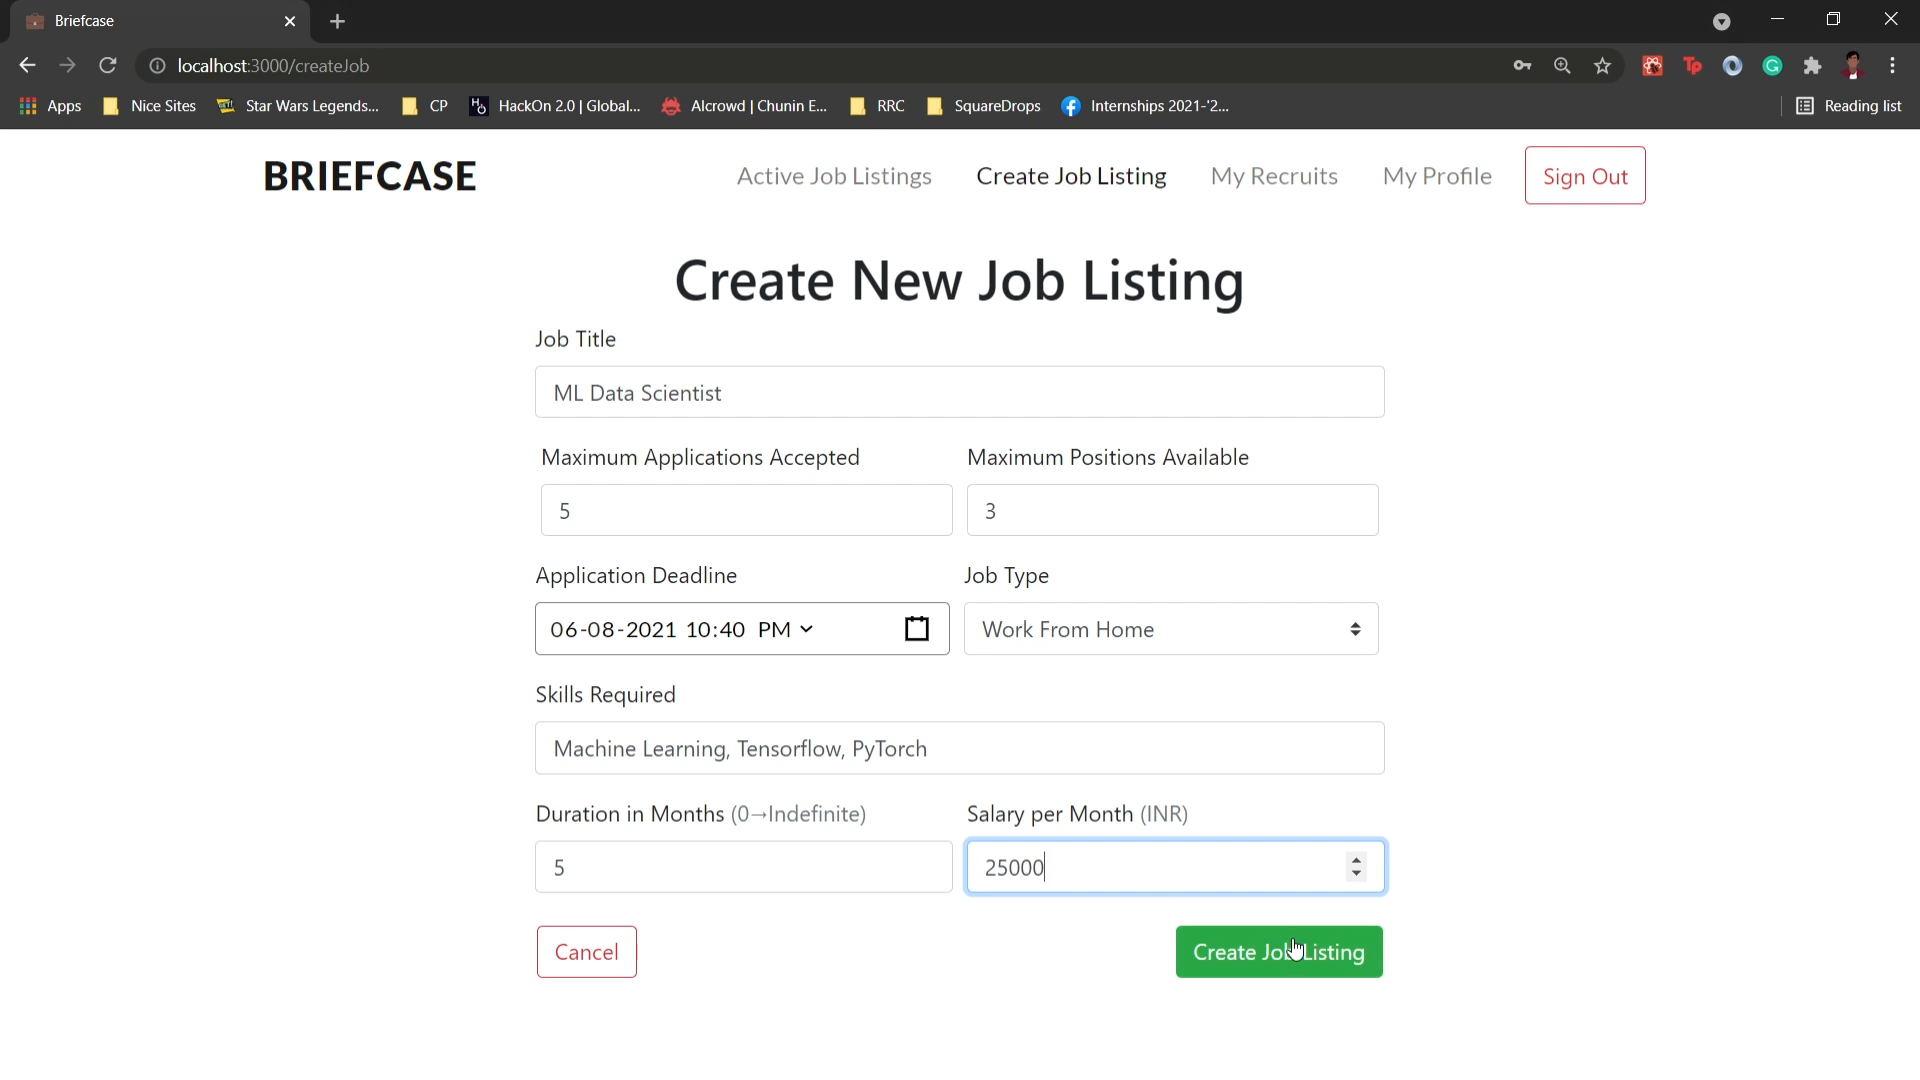 Briefcase
localhost:3000/createJob
Apps Nice Sites Star Wars Legends... CP HackOn 2.0 | Global... AIcrowd | Chunin E... RRC SquareDrops Internships 2021-'2... Reading list
BRIEFCASE Active Job Listings Create Job Listing My Recruits My Profile Sign Out
Create New Job Listing
Job Title
ML Data Scientist
Maximum Applications Accepted Maximum Positions Available
5 3
Application Deadline Job Type
06-08-2021 10:40 PM Work From Home
Skills Required
Machine Learning, Tensorflow, PyTorch
Duration in Months (0→Indefinite) Salary per Month (INR)
5 25000
Cancel Create Job Listing